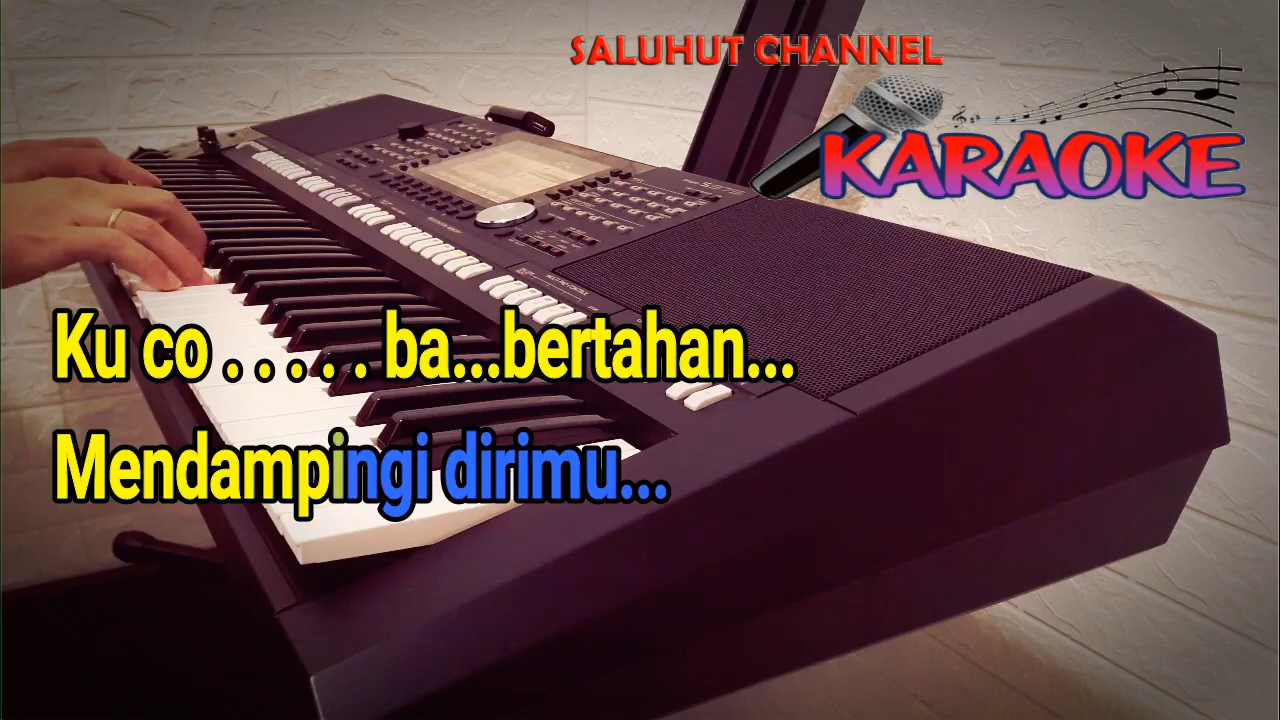 SALUHUT CHANNEL
KARAOKE
Ku co . . . . . ba...bertahan...
Mendampingi dirimu...